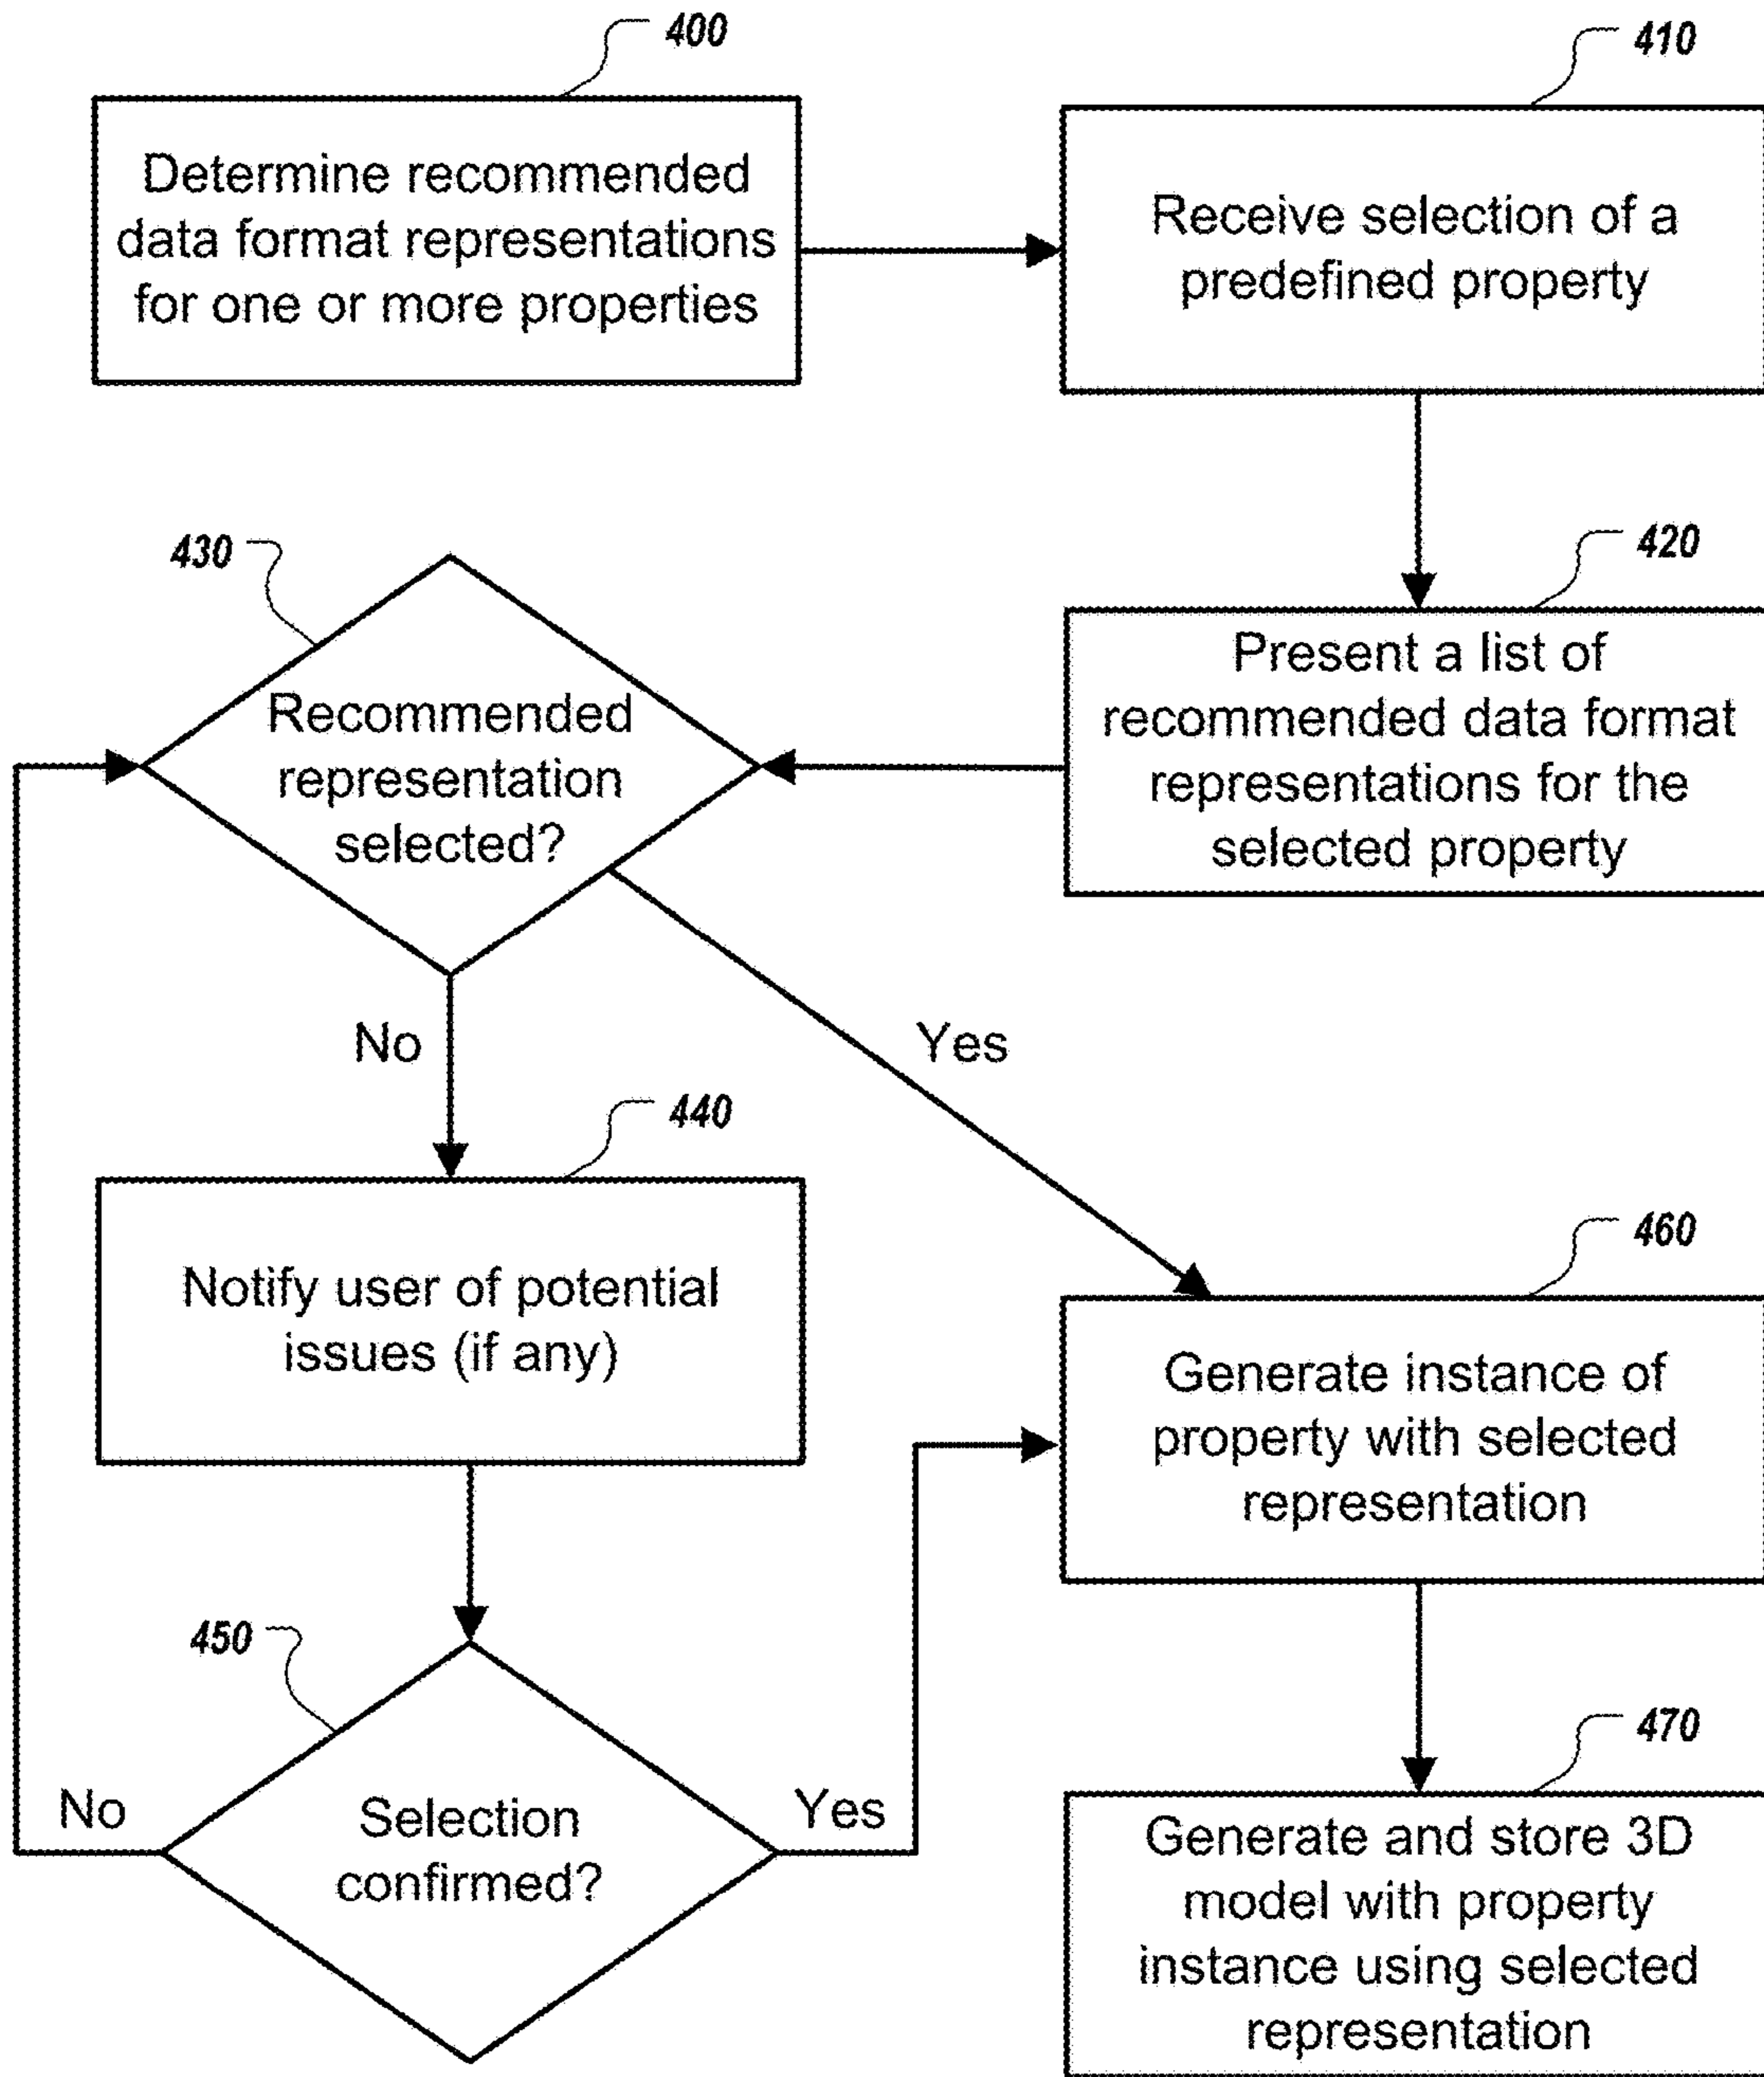 400
Determine recommended
data format representations
for one or more properties
410
Receive selection of a
predefined property
420
Present a list of
recommended data format
representations for the
selected property
430
Recommended
representation
selected?
No
Yes
440
Notify user of potential
issues (if any)
450
Selection
confirmed?
No
Yes
460
Generate instance of
property with selected
representation
470
Generate and store 3D
model with property
instance using selected
representation